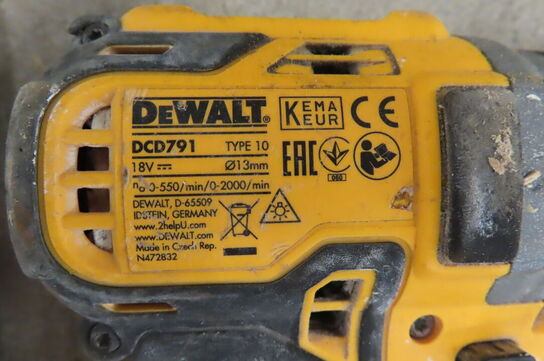 DEWALT®
KEMA
KEUR
CE
DCD791 TYPE 10
18V ⎓ Ø13mm
n₀ 0-550/min/0-2000/min
EAC
060
DEWALT, D-65509
IDSTEIN, GERMANY
www.2helpU.com
www.DEWALT.com
Made in Czech Rep.
N472832